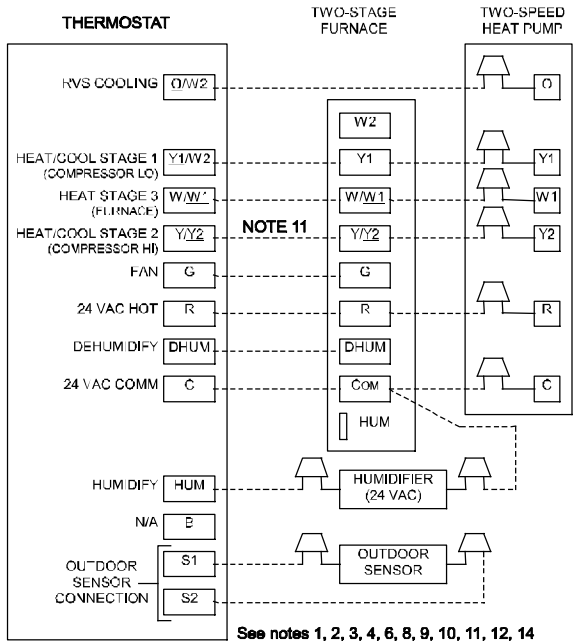 THERMOSTAT
TWO-STAGE
FURNACE
TWO-SPEED
HEAT PUMP
RVS COOLING O/W2 O
W2
HEAT/COOL STAGE 1
(COMPRESSOR LO) Y1/W2 Y1 Y1
HEAT STAGE 3
(FURNACE) W/W1 W/W1 W1
NOTE 11
HEAT/COOL STAGE 2
(COMPRESSOR HI) Y/Y2 Y/Y2 Y2
FAN G G
24 VAC HOT R R R
DEHUMIDIFY DHUM DHUM
24 VAC COMM C COM C
HUM
HUMIDIFY HUM HUMIDIFIER
(24 VAC)
N/A B
OUTDOOR
SENSOR
CONNECTION
S1
S2
OUTDOOR
SENSOR
See notes 1, 2, 3, 4, 6, 8, 9, 10, 11, 12, 14